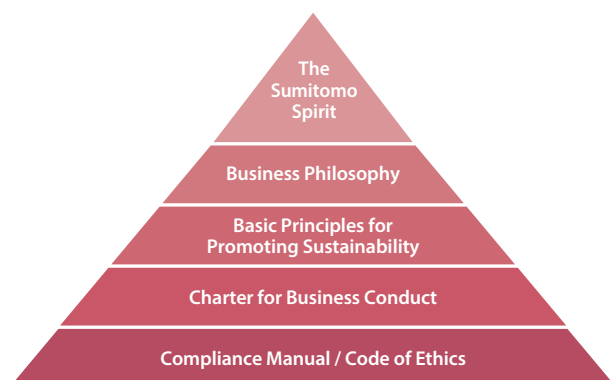 The
Sumitomo
Spirit
Business Philosophy
Basic Principles for
Promoting Sustainability
Charter for Business Conduct
Compliance Manual / Code of Ethics